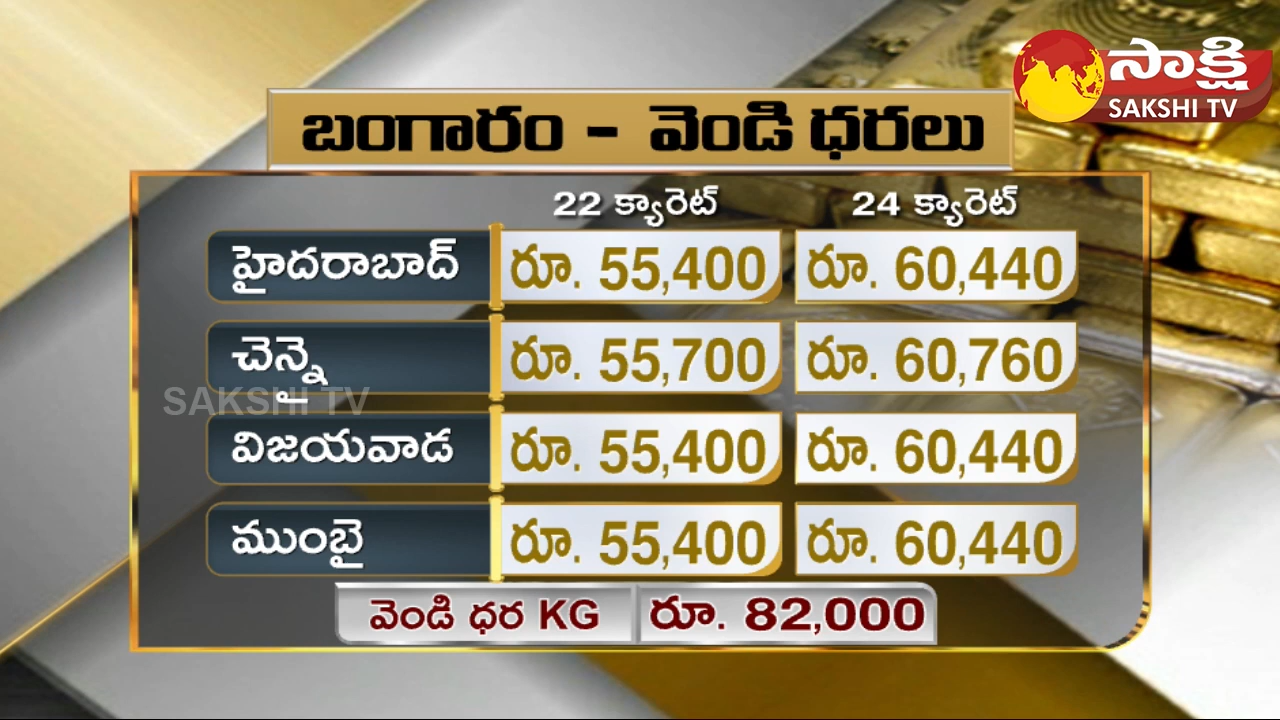 సాక్షి
SAKSHI TV
బంగారం - వెండి ధరలు
22 క్యారెట్ 24 క్యారెట్
హైదరాబాద్ రూ. 55,400 రూ. 60,440
చెన్నై రూ. 55,700 రూ. 60,760
SAKSHI TV
విజయవాడ రూ. 55,400 రూ. 60,440
ముంబై రూ. 55,400 రూ. 60,440
వెండి ధర KG రూ. 82,000